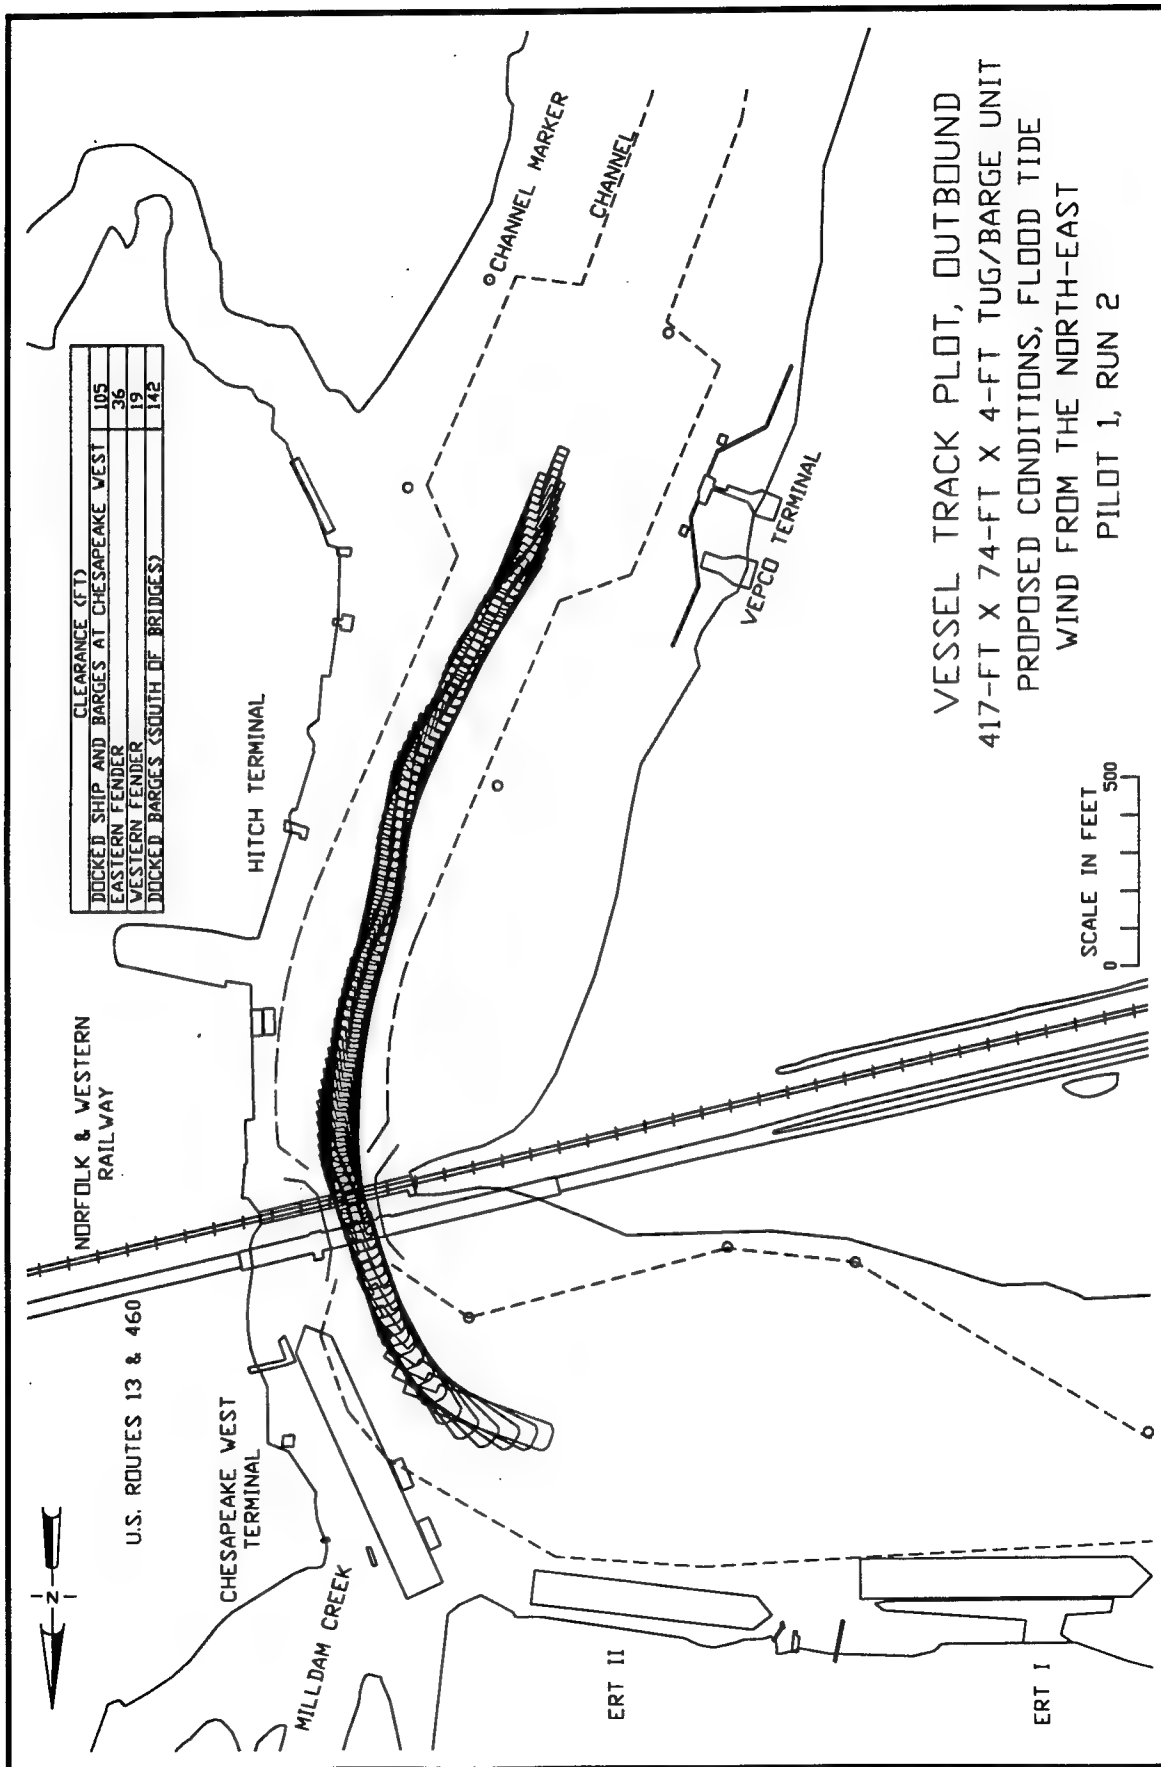 CLEARANCE (FT)
DOCKED SHIP AND BARGES AT CHESAPEAKE WEST 105
EASTERN FENDER 36
WESTERN FENDER 19
DOCKED BARGES (SOUTH OF BRIDGES) 142
N
U.S. ROUTES 13 & 460
NORFOLK & WESTERN
RAILWAY
CHESAPEAKE WEST
TERMINAL
MILLDAM CREEK
HITCH TERMINAL
CHANNEL MARKER
CHANNEL
VEPCO TERMINAL
ERT II
ERT I
SCALE IN FEET
0 500
VESSEL TRACK PLOT, OUTBOUND
417-FT X 74-FT X 4-FT TUG/BARGE UNIT
PROPOSED CONDITIONS, FLOOD TIDE
WIND FROM THE NORTH-EAST
PILOT 1, RUN 2